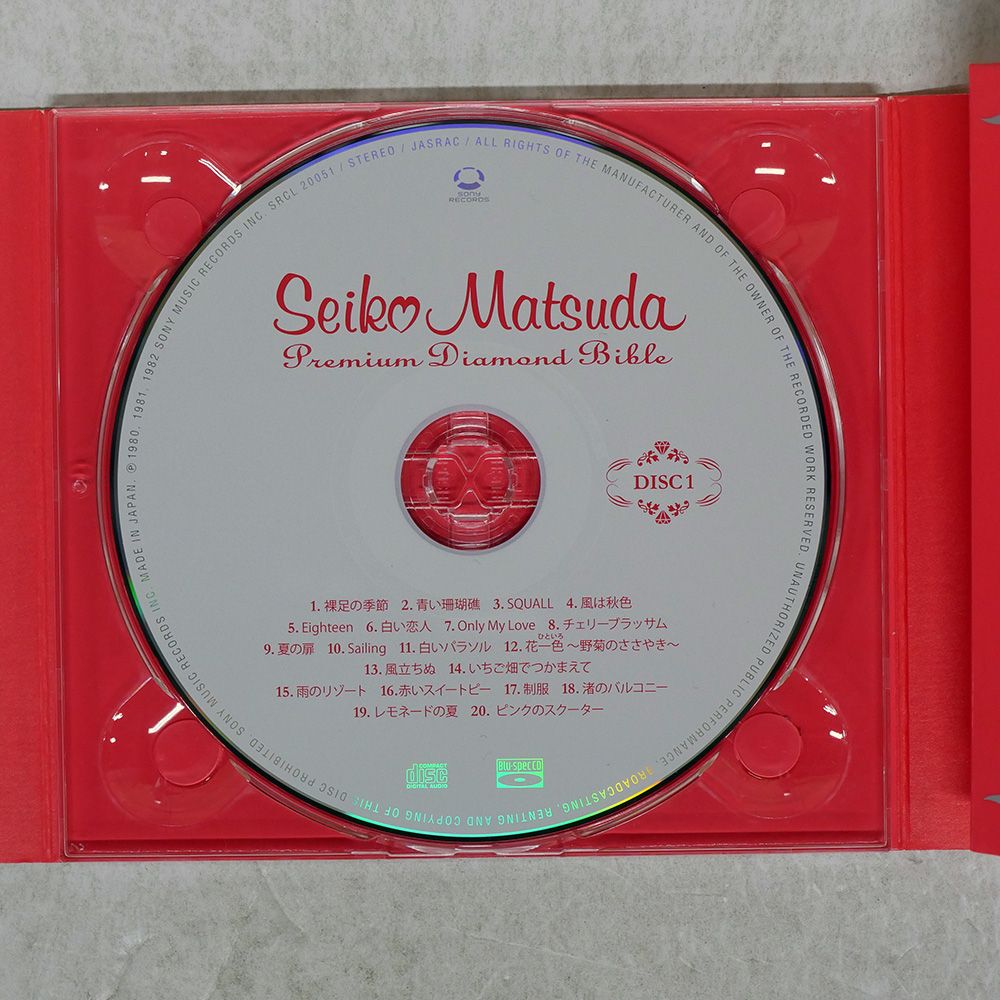 SONY MUSIC RECORDS INC. MADE IN JAPAN. ℗ 1980, 1981, 1982 SONY MUSIC RECORDS INC. SRCL 20051 / STEREO / JASRAC / ALL RIGHTS OF THE MANUFACTURER AND OF THE OWNER OF THE RECORDED WORK RESERVED. UNAUTHORIZED PUBLIC PERFORMANCE, BROADCASTING, RENTING AND COPYING OF THIS DISC PROHIBITED.
SONY
RECORDS
Seiko Matsuda
Premium Diamond Bible
DISC 1
1. 裸足の季節 2. 青い珊瑚礁 3. SQUALL 4. 風は秋色
5. Eighteen 6. 白い恋人 7. Only My Love 8. チェリーブラッサム
ひといろ
9. 夏の扉 10. Sailing 11. 白いパラソル 12. 花一色 ～野菊のささやき～
13. 風立ちぬ 14. いちご畑でつかまえて
15. 雨のリゾート 16. 赤いスイートピー 17. 制服 18. 渚のバルコニー
19. レモネードの夏 20. ピンクのスクーター
COMPACT
disc
DIGITAL AUDIO
Blu-spec CD